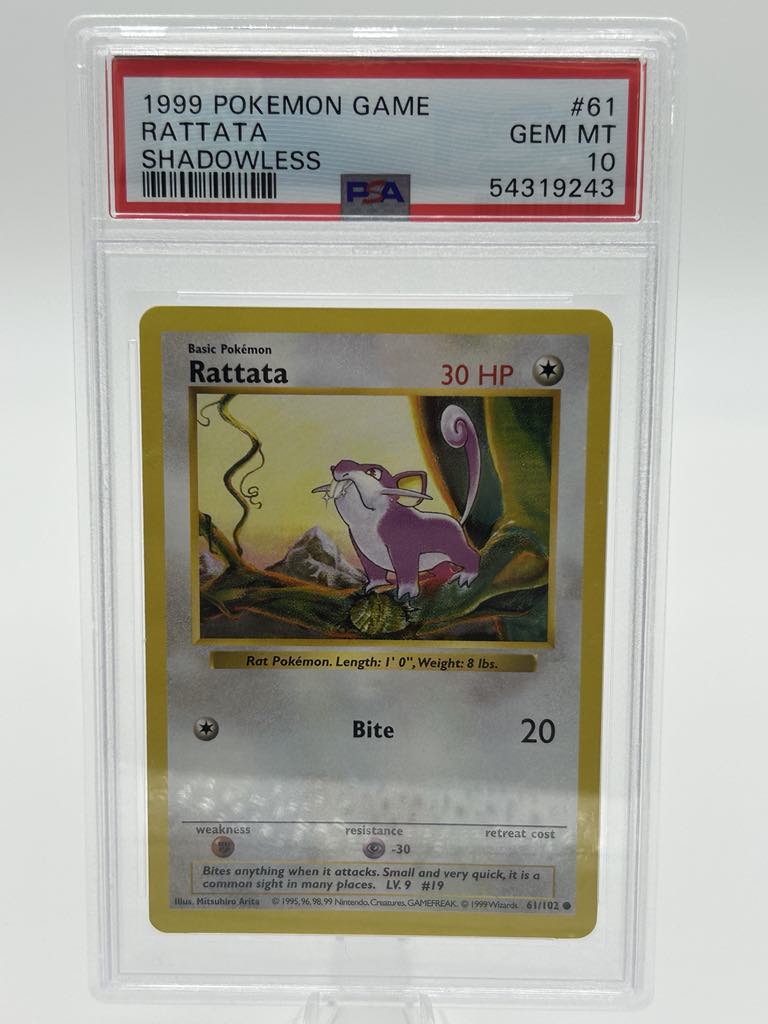 1999 POKEMON GAME #61
RATTATA GEM MT
SHADOWLESS 10
PSA 54319243
Basic Pokémon
Rattata 30 HP
Rat Pokémon. Length: 1' 0", Weight: 8 lbs.
Bite 20
weakness resistance retreat cost
-30
Bites anything when it attacks. Small and very quick, it is a
common sight in many places. LV. 9 #19
Illus. Mitsuhiro Arita © 1995, 96, 98, 99 Nintendo, Creatures, GAMEFREAK. © 1999 Wizards. 61/102